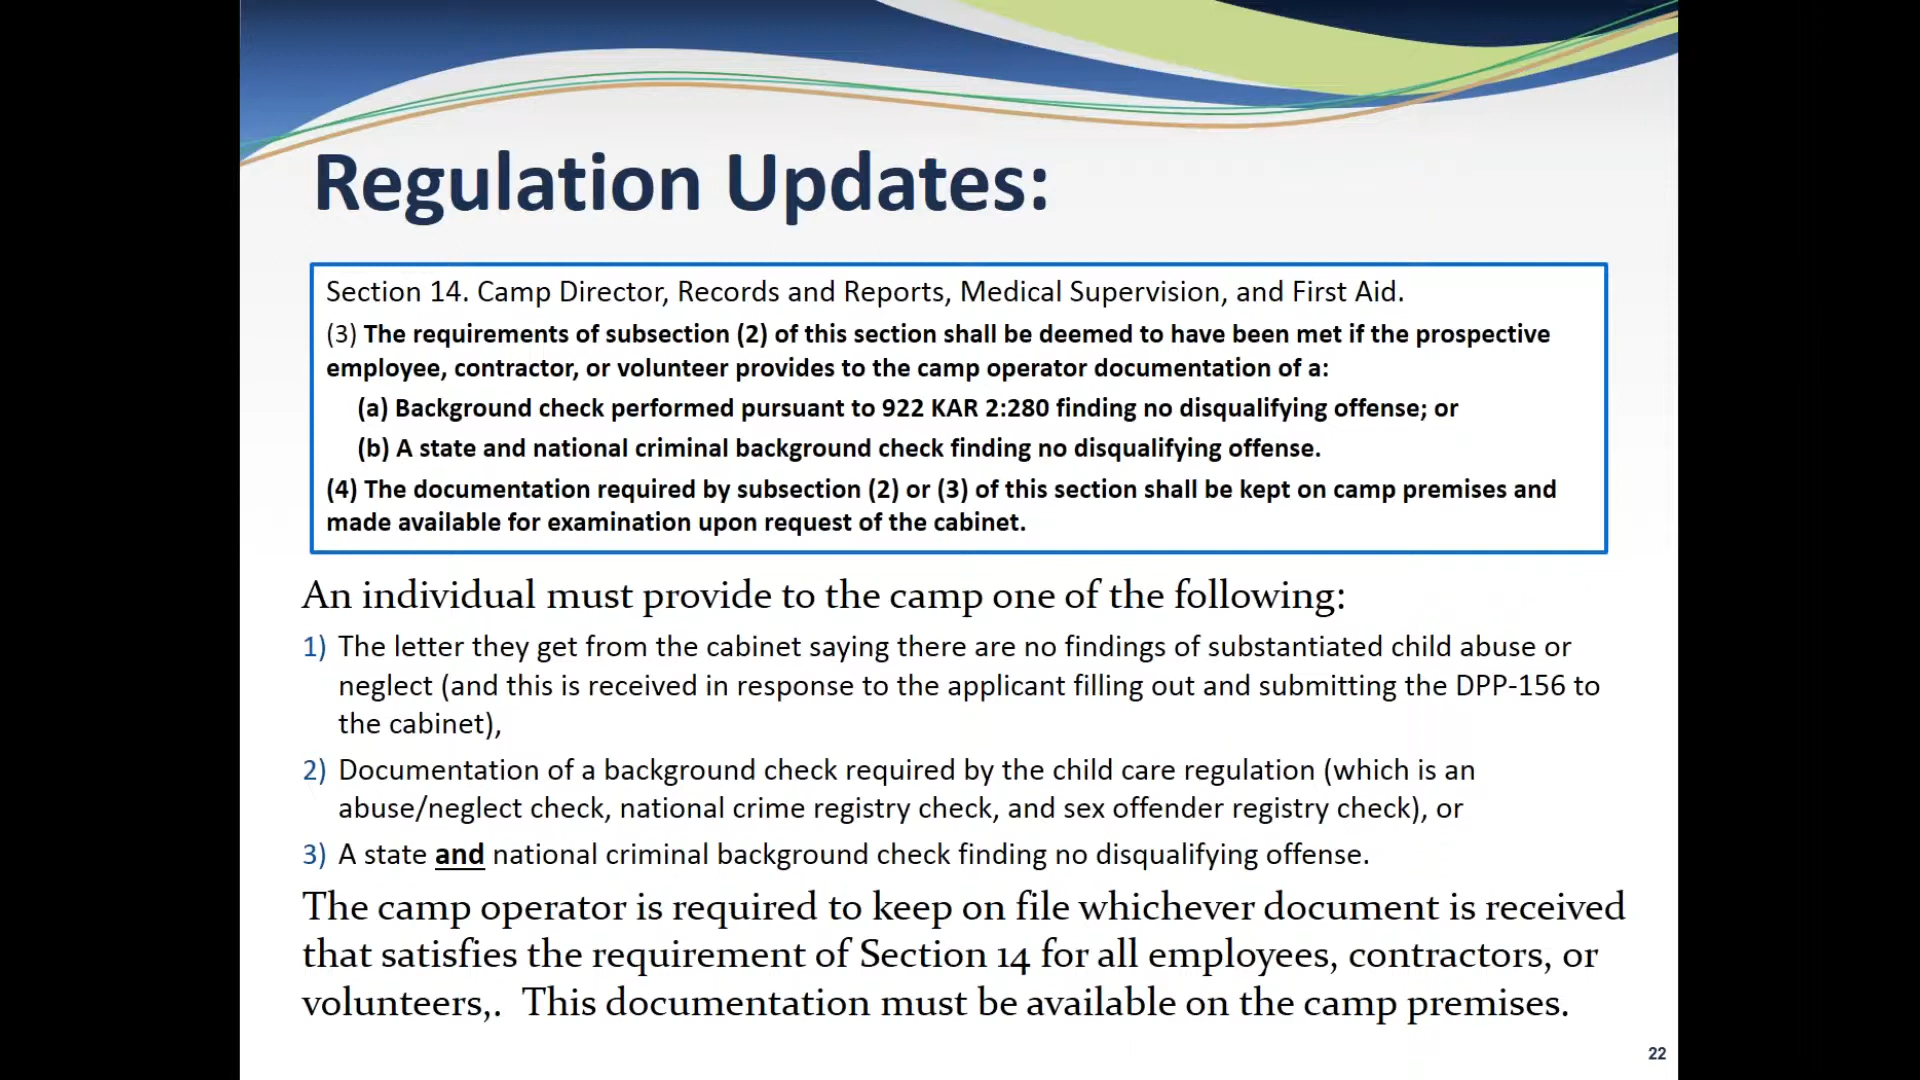 Regulation Updates:
Section 14. Camp Director, Records and Reports, Medical Supervision, and First Aid.
(3) The requirements of subsection (2) of this section shall be deemed to have been met if the prospective
employee, contractor, or volunteer provides to the camp operator documentation of a:
(a) Background check performed pursuant to 922 KAR 2:280 finding no disqualifying offense; or
(b) A state and national criminal background check finding no disqualifying offense.
(4) The documentation required by subsection (2) or (3) of this section shall be kept on camp premises and
made available for examination upon request of the cabinet.
An individual must provide to the camp one of the following:
1) The letter they get from the cabinet saying there are no findings of substantiated child abuse or
neglect (and this is received in response to the applicant filling out and submitting the DPP-156 to
the cabinet),
2) Documentation of a background check required by the child care regulation (which is an
abuse/neglect check, national crime registry check, and sex offender registry check), or
3) A state and national criminal background check finding no disqualifying offense.
The camp operator is required to keep on file whichever document is received
that satisfies the requirement of Section 14 for all employees, contractors, or
volunteers,. This documentation must be available on the camp premises.
22